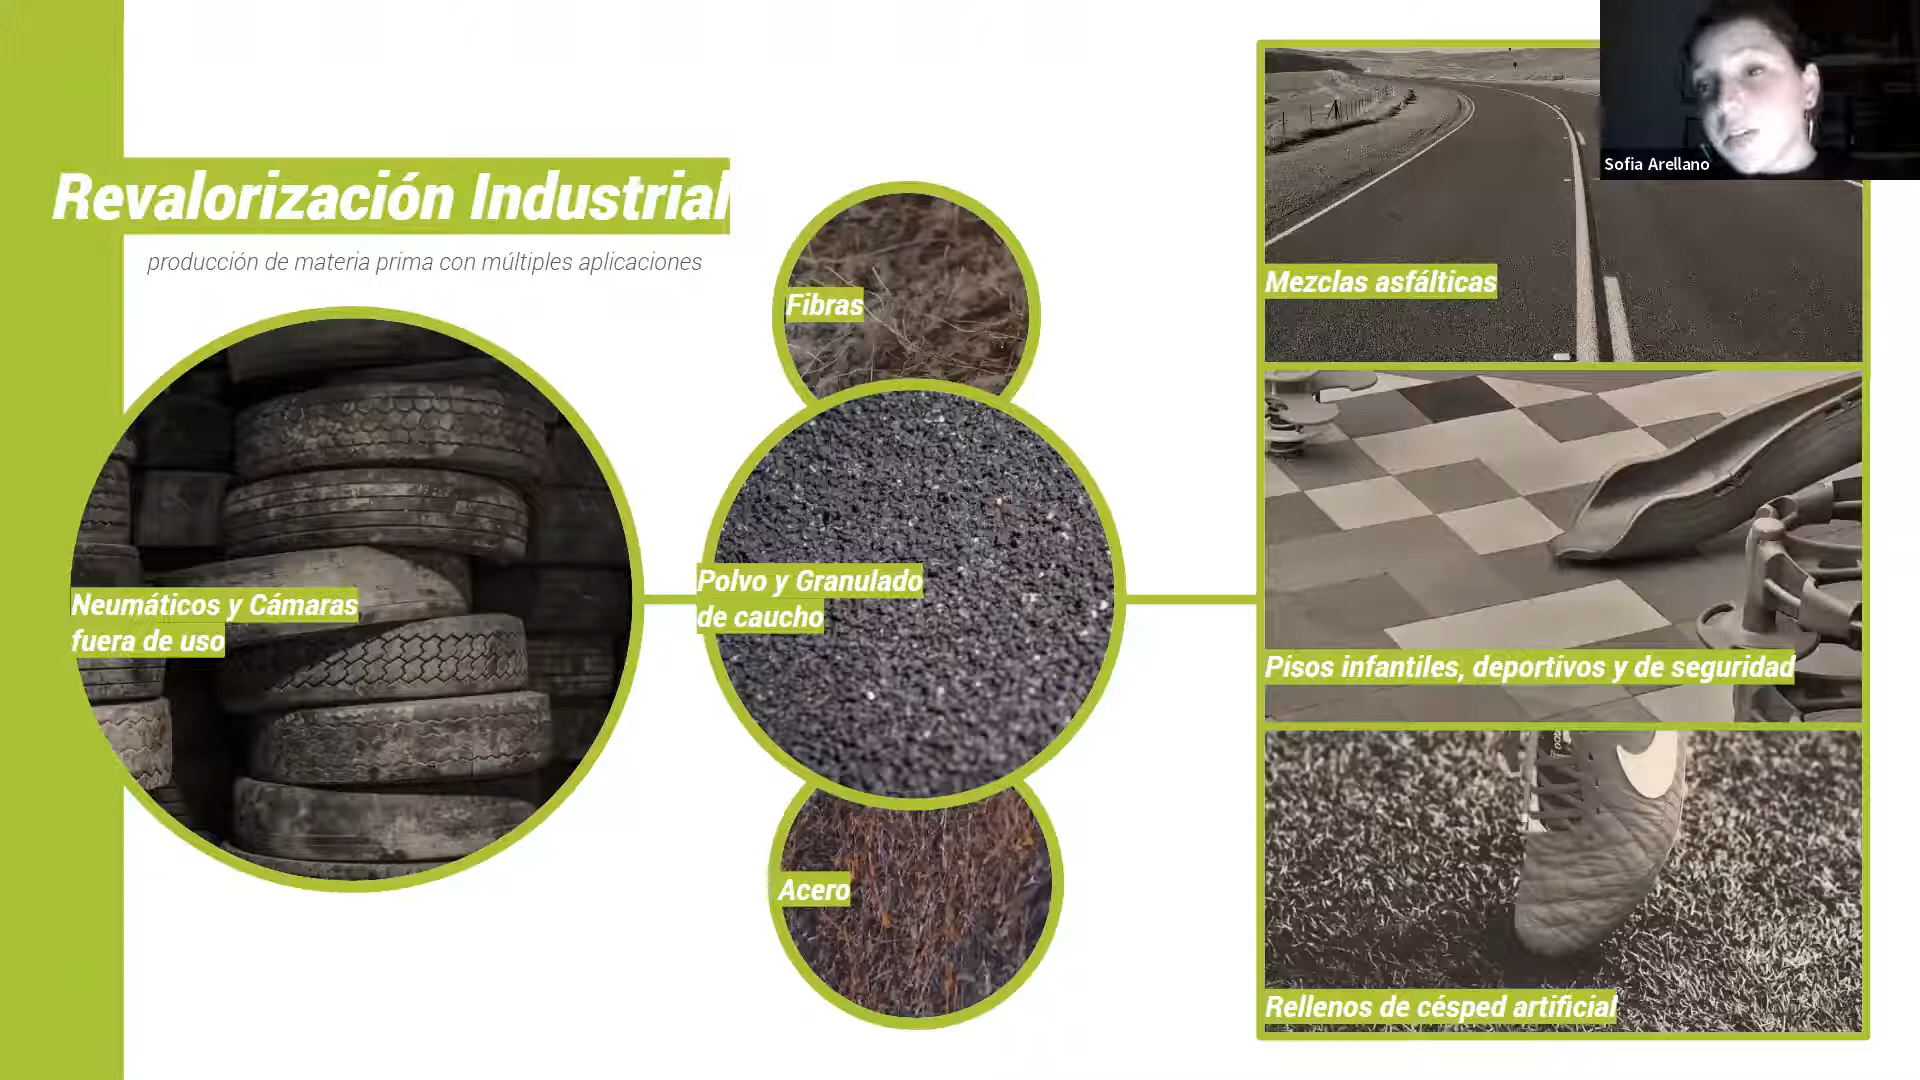 Sofia Arellano
Revalorización Industrial
producción de materia prima con múltiples aplicaciones
Neumáticos y Cámaras
fuera de uso
Fibras
Polvo y Granulado
de caucho
Acero
Mezclas asfálticas
Pisos infantiles, deportivos y de seguridad
Rellenos de césped artificial